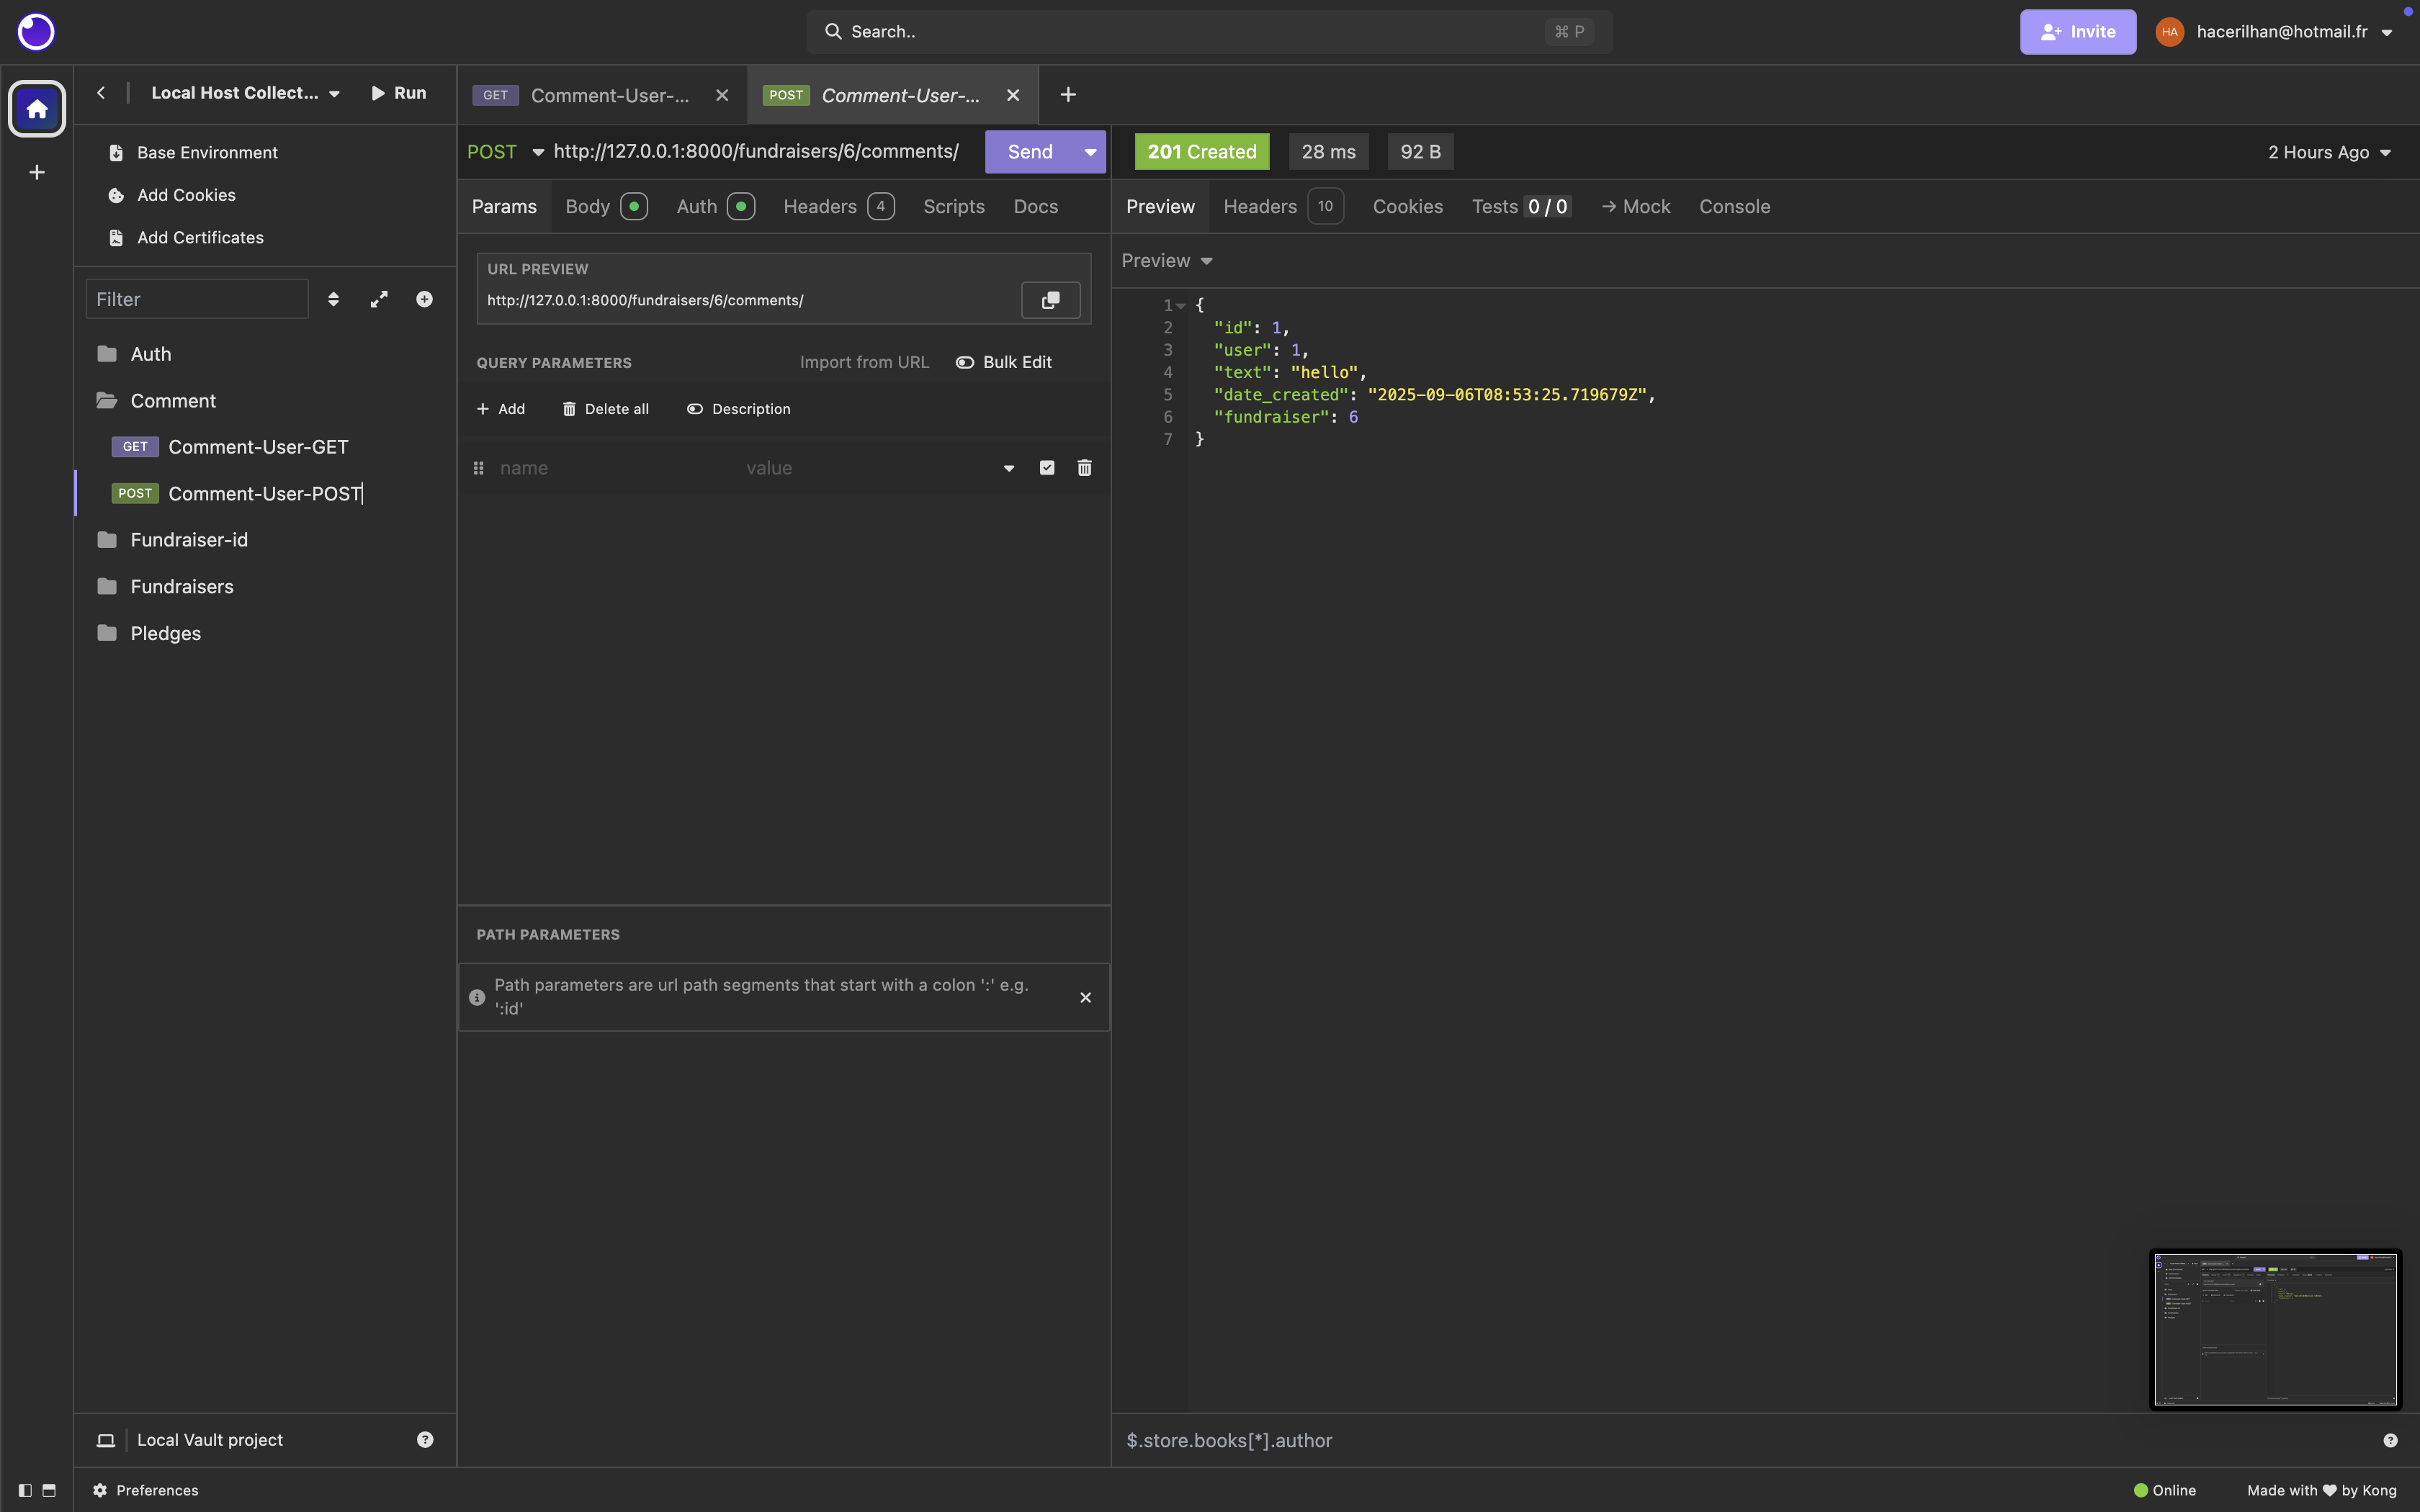 Search..
⌘ P
Invite
HA
hacerilhan@hotmail.fr
Local Host Collect...
Run
Base Environment
Add Cookies
Add Certificates
Filter
Auth
Comment
GET Comment-User-GET
POST Comment-User-POST
Fundraiser-id
Fundraisers
Pledges
Local Vault project
GET Comment-User-...
POST Comment-User-...
POST http://127.0.0.1:8000/fundraisers/6/comments/ Send
Params Body Auth Headers 4 Scripts Docs
URL PREVIEW
http://127.0.0.1:8000/fundraisers/6/comments/
QUERY PARAMETERS Import from URL Bulk Edit
Add Delete all Description
name value
PATH PARAMETERS
Path parameters are url path segments that start with a colon ':' e.g.
':id'
201 Created 28 ms 92 B 2 Hours Ago
Preview Headers 10 Cookies Tests 0 / 0 → Mock Console
Preview
1 {
2 "id": 1,
3 "user": 1,
4 "text": "hello",
5 "date_created": "2025-09-06T08:53:25.719679Z",
6 "fundraiser": 6
7 }
$.store.books[*].author
Preferences
Online
Made with ♥ by Kong